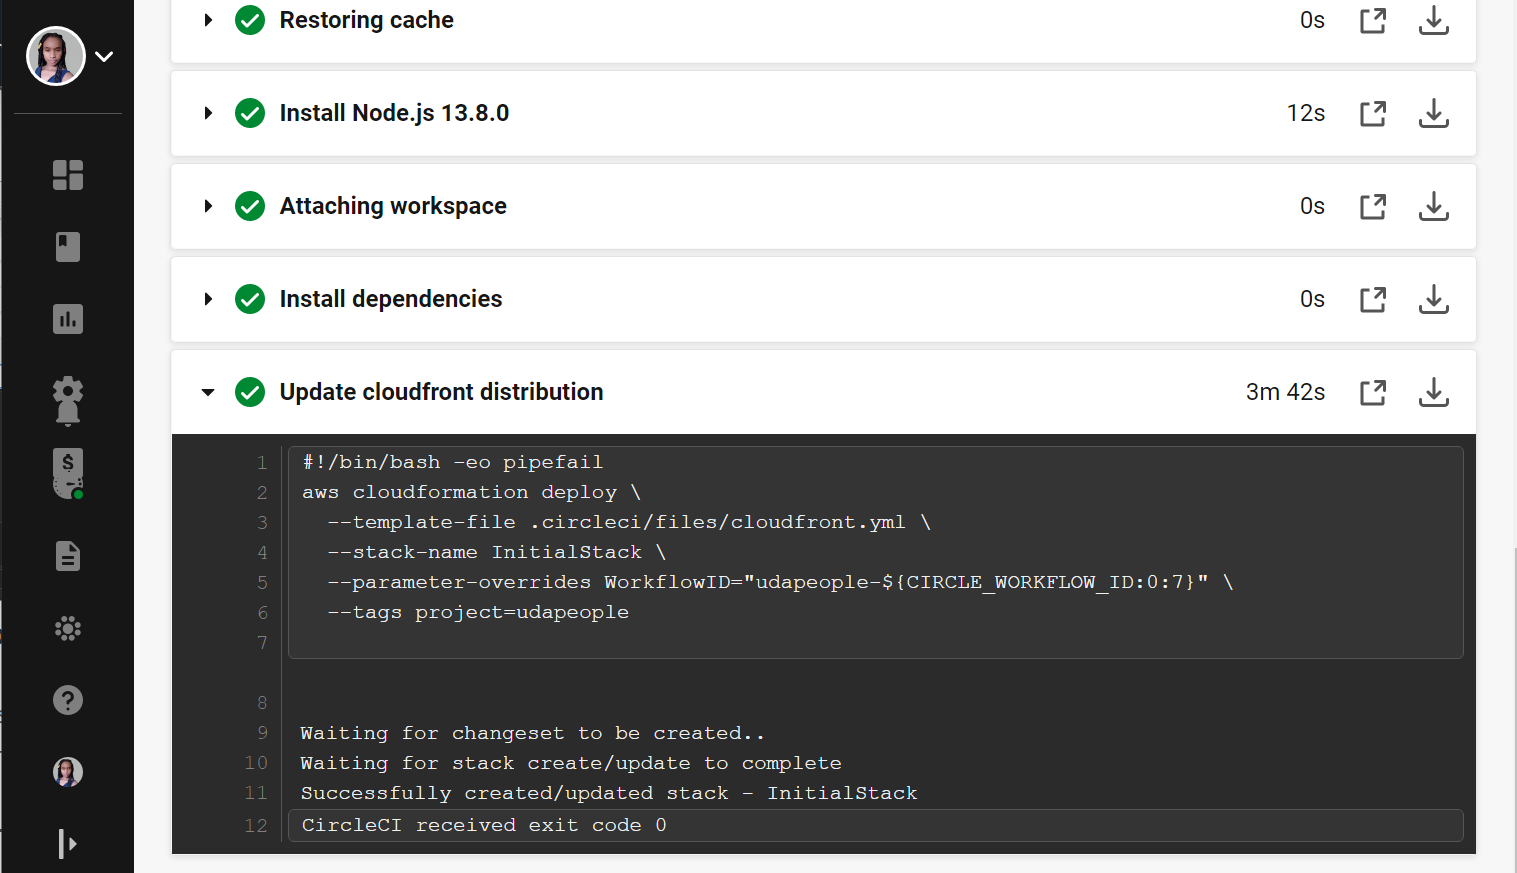 Restoring cache 0s
Install Node.js 13.8.0 12s
Attaching workspace 0s
Install dependencies 0s
Update cloudfront distribution 3m 42s
1 #!/bin/bash -eo pipefail
2 aws cloudformation deploy \
3 --template-file .circleci/files/cloudfront.yml \
4 --stack-name InitialStack \
5 --parameter-overrides WorkflowID="udapeople-${CIRCLE_WORKFLOW_ID:0:7}" \
6 --tags project=udapeople
7
8
9 Waiting for changeset to be created..
10 Waiting for stack create/update to complete
11 Successfully created/updated stack - InitialStack
12 CircleCI received exit code 0